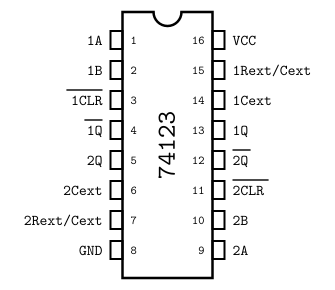 1A 1 16 VCC
1B 2 15 1Rext/Cext
1CLR 3 14 1Cext
1Q 4 13 1Q
2Q 5 12 2Q
2Cext 6 11 2CLR
2Rext/Cext 7 10 2B
GND 8 9 2A
74123